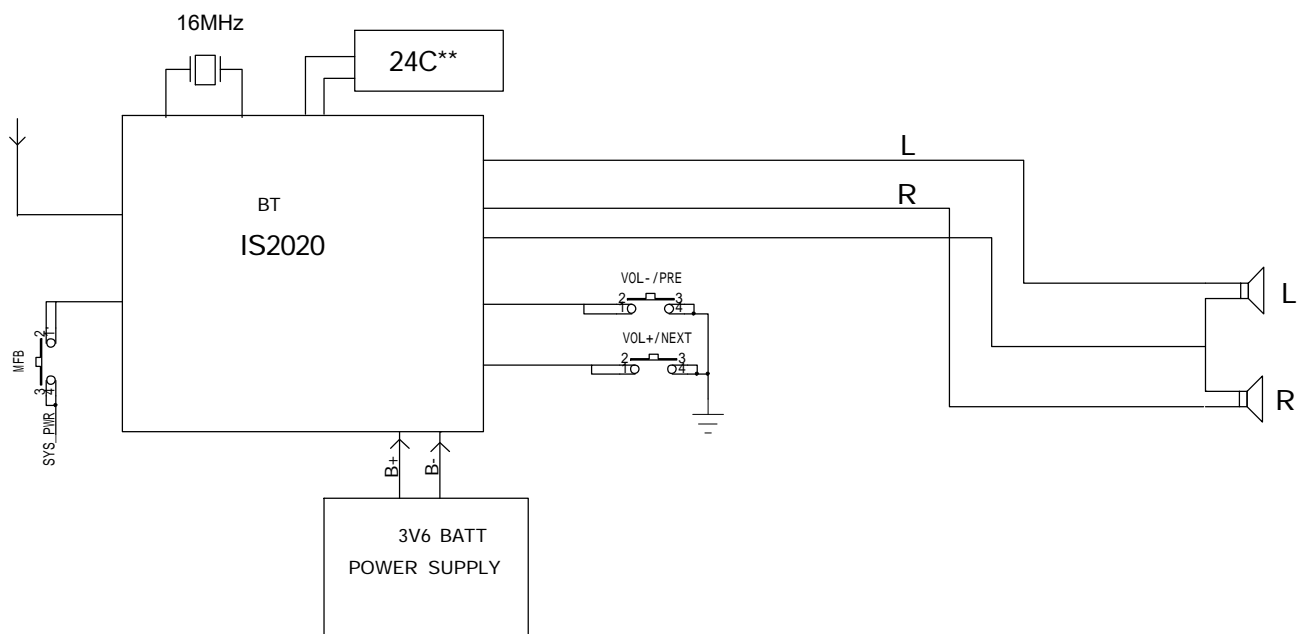 16MHz
24C**
L
R
BT
IS2020
VOL-/PRE
2 3
1 4
VOL+/NEXT
2 3
1 4
L
R
MFB
2 1
3 4
SYS_PWR
B+ B-
3V6 BATT
POWER SUPPLY